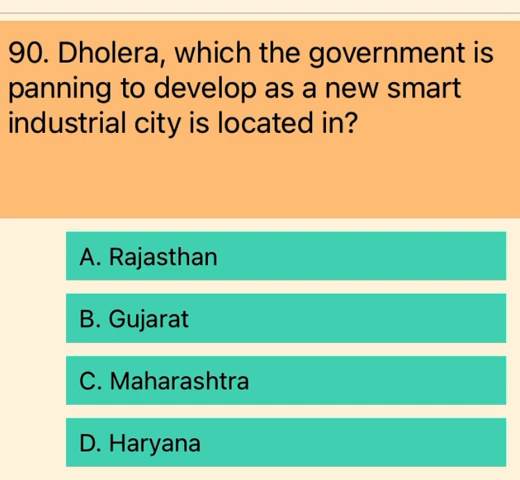 90. Dholera, which the government is
panning to develop as a new smart
industrial city is located in?
A. Rajasthan
B. Gujarat
C. Maharashtra
D. Haryana